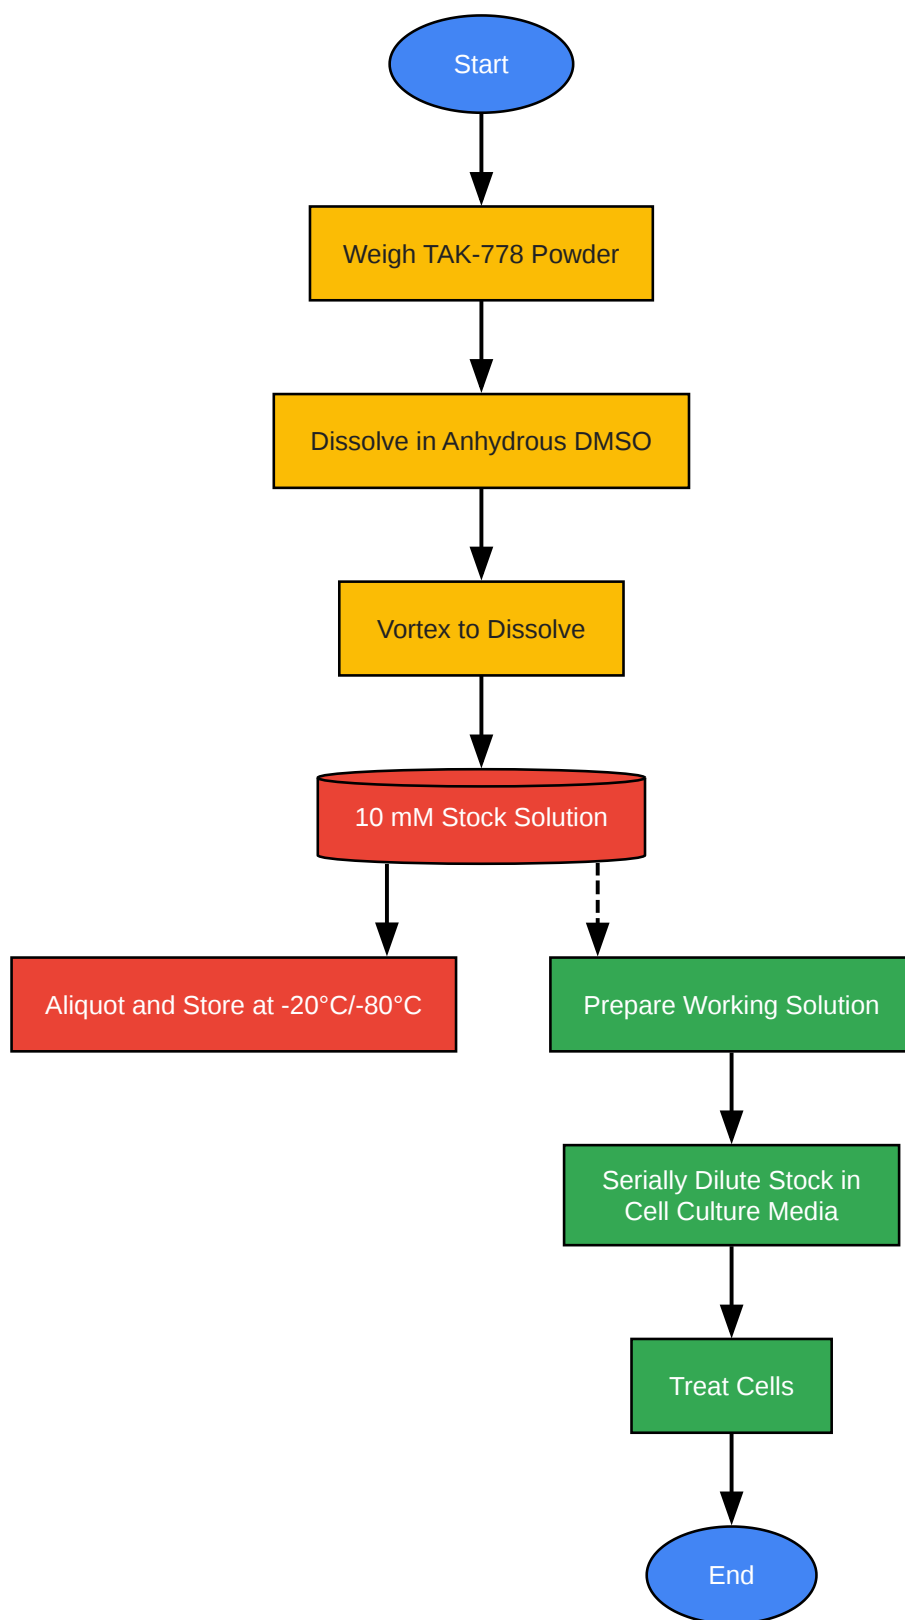 Start
Weigh TAK-778 Powder
Dissolve in Anhydrous DMSO
Vortex to Dissolve
10 mM Stock Solution
Aliquot and Store at -20°C/-80°C
Prepare Working Solution
Serially Dilute Stock in
Cell Culture Media
Treat Cells
End